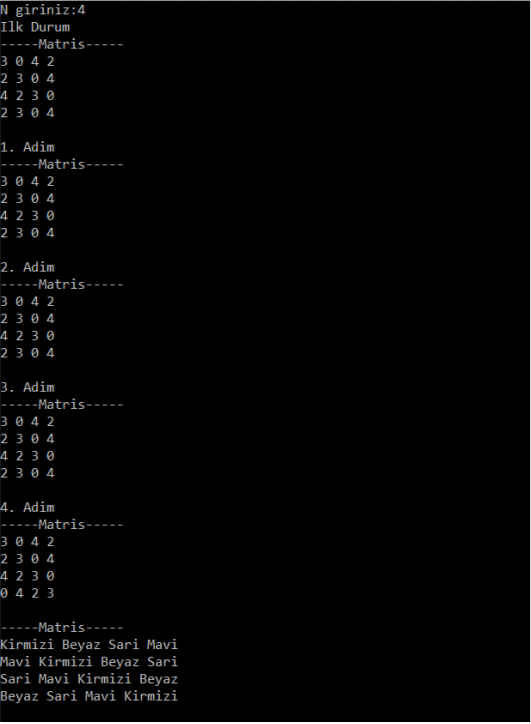 N giriniz:4
Ilk Durum
-----Matris-----
3 0 4 2
2 3 0 4
4 2 3 0
2 3 0 4
1. Adim
-----Matris-----
3 0 4 2
2 3 0 4
4 2 3 0
2 3 0 4
2. Adim
-----Matris-----
3 0 4 2
2 3 0 4
4 2 3 0
2 3 0 4
3. Adim
-----Matris-----
3 0 4 2
2 3 0 4
4 2 3 0
2 3 0 4
4. Adim
-----Matris-----
3 0 4 2
2 3 0 4
4 2 3 0
0 4 2 3
-----Matris-----
Kirmizi Beyaz Sari Mavi
Mavi Kirmizi Beyaz Sari
Sari Mavi Kirmizi Beyaz
Beyaz Sari Mavi Kirmizi